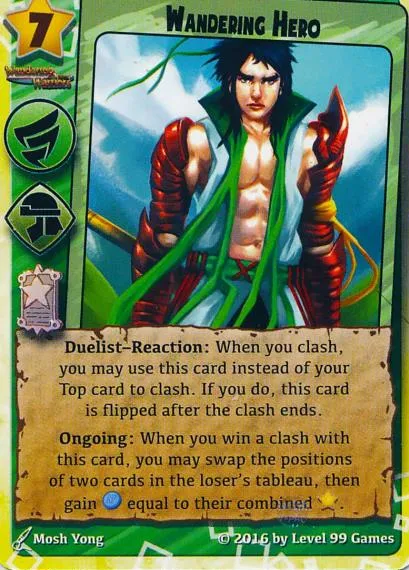 7
Wandering Hero
Wandering
Warriors
Duelist–Reaction: When you clash,
you may use this card instead of your
Top card to clash. If you do, this card
is flipped after the clash ends.
Ongoing: When you win a clash with
this card, you may swap the positions
of two cards in the loser's tableau, then
gain equal to their combined .
Mosh Yong
© 2016 by Level 99 Games